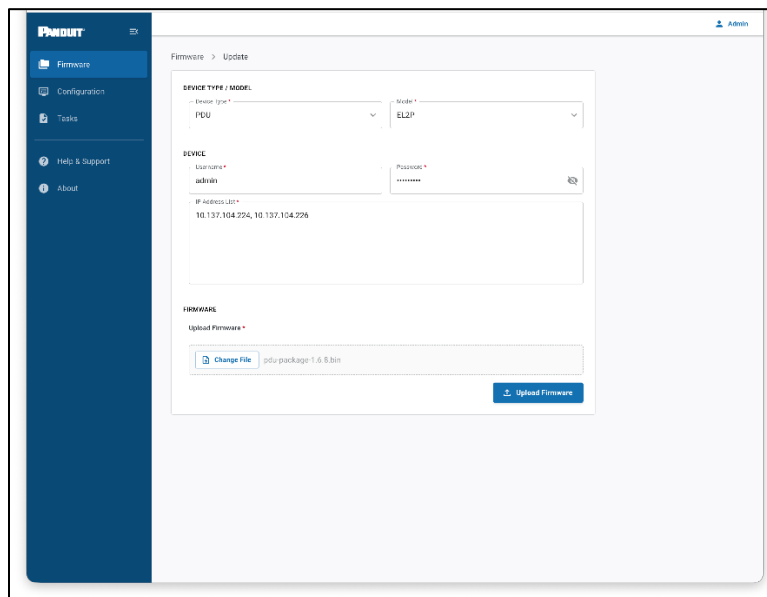 PANDUIT
Admin
Firmware
Configuration
Tasks
Help & Support
About
Firmware > Update
DEVICE TYPE / MODEL
Device Type *
PDU
Model *
EL2P
DEVICE
Username *
admin
Password *
•••••••••
IP Address List *
10.137.104.224, 10.137.104.226
FIRMWARE
Upload Firmware *
Change File pdu-package-1.6.8.bin
Upload Firmware